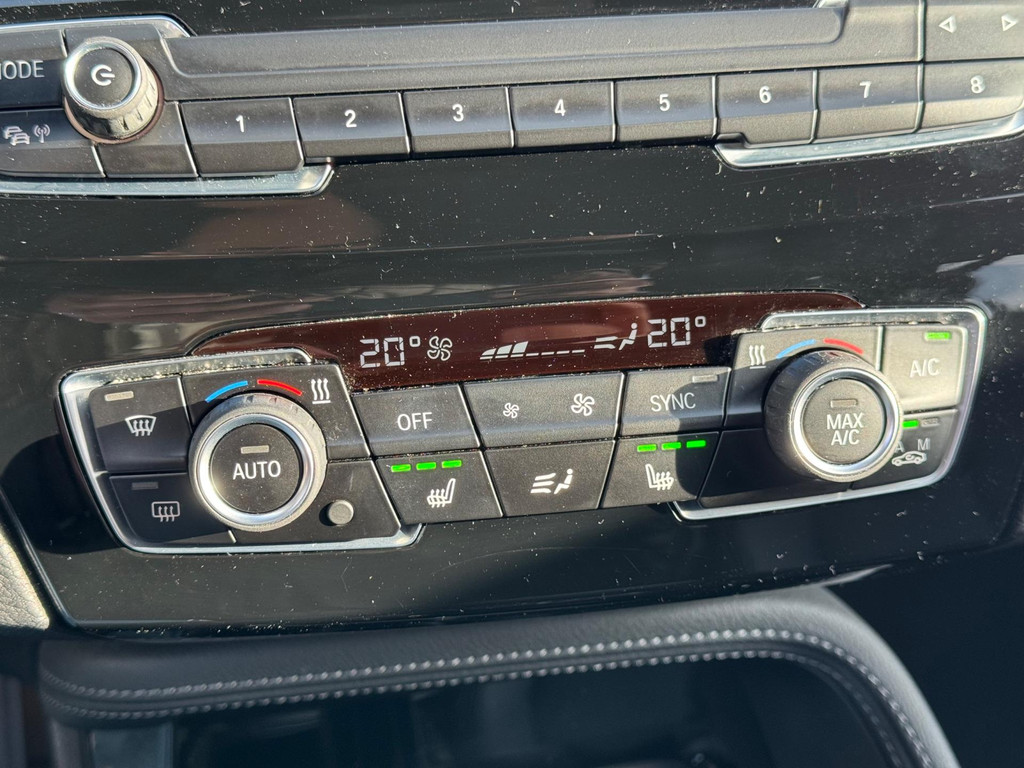 MODE
1 2 3 4 5 6 7 8
20° 20°
OFF SYNC A/C
AUTO MAX
A/C
A M